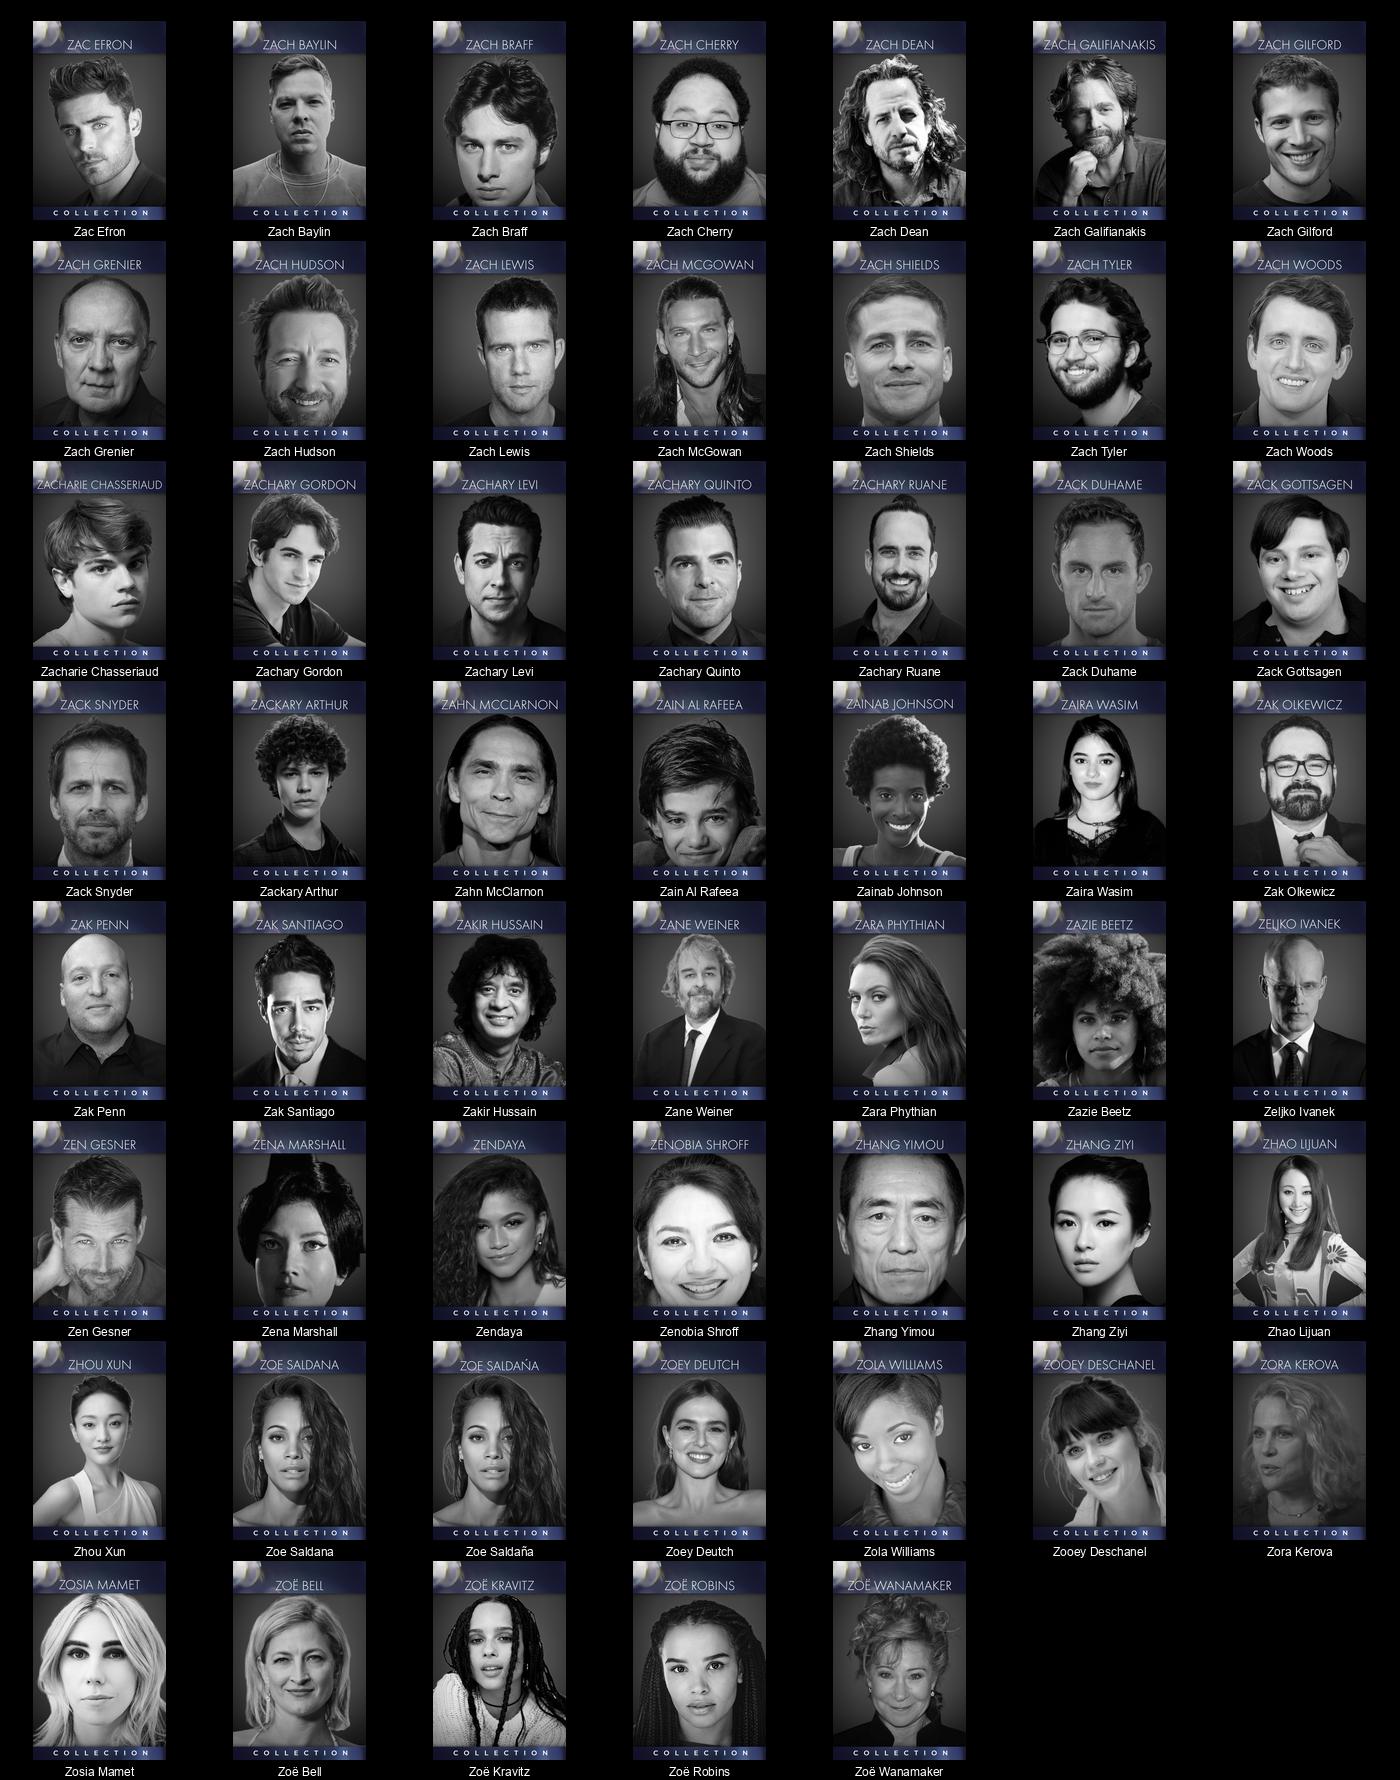 ZAC EFRON ZACH BAYLIN ZACH BRAFF ZACH CHERRY ZACH DEAN ZACH GALIFIANAKIS ZACH GILFORD
COLLECTION COLLECTION COLLECTION COLLECTION COLLECTION COLLECTION COLLECTION
Zac Efron Zach Baylin Zach Braff Zach Cherry Zach Dean Zach Galifianakis Zach Gilford
ZACH GRENIER ZACH HUDSON ZACH LEWIS ZACH MCGOWAN ZACH SHIELDS ZACH TYLER ZACH WOODS
COLLECTION COLLECTION COLLECTION COLLECTION COLLECTION COLLECTION COLLECTION
Zach Grenier Zach Hudson Zach Lewis Zach McGowan Zach Shields Zach Tyler Zach Woods
ZACHARIE CHASSERIAUD ZACHARY GORDON ZACHARY LEVI ZACHARY QUINTO ZACHARY RUANE ZACK DUHAME ZACK GOTTSAGEN
COLLECTION COLLECTION COLLECTION COLLECTION COLLECTION COLLECTION COLLECTION
Zacharie Chasseriaud Zachary Gordon Zachary Levi Zachary Quinto Zachary Ruane Zack Duhame Zack Gottsagen
ZACK SNYDER ZACKARY ARTHUR ZAHN MCCLARNON ZAIN AL RAFEEA ZAINAB JOHNSON ZAIRA WASIM ZAK OLKEWICZ
COLLECTION COLLECTION COLLECTION COLLECTION COLLECTION COLLECTION COLLECTION
Zack Snyder Zackary Arthur Zahn McClarnon Zain Al Rafeea Zainab Johnson Zaira Wasim Zak Olkewicz
ZAK PENN ZAK SANTIAGO ZAKIR HUSSAIN ZANE WEINER ZARA PHYTHIAN ZAZIE BEETZ ZELJKO IVANEK
COLLECTION COLLECTION COLLECTION COLLECTION COLLECTION COLLECTION COLLECTION
Zak Penn Zak Santiago Zakir Hussain Zane Weiner Zara Phythian Zazie Beetz Zeljko Ivanek
ZEN GESNER ZENA MARSHALL ZENDAYA ZENOBIA SHROFF ZHANG YIMOU ZHANG ZIYI ZHAO LIJUAN
COLLECTION COLLECTION COLLECTION COLLECTION COLLECTION COLLECTION COLLECTION
Zen Gesner Zena Marshall Zendaya Zenobia Shroff Zhang Yimou Zhang Ziyi Zhao Lijuan
ZHOU XUN ZOE SALDANA ZOE SALDAÑA ZOEY DEUTCH ZOLA WILLIAMS ZOOEY DESCHANEL ZORA KEROVA
COLLECTION COLLECTION COLLECTION COLLECTION COLLECTION COLLECTION COLLECTION
Zhou Xun Zoe Saldana Zoe Saldaña Zoey Deutch Zola Williams Zooey Deschanel Zora Kerova
ZOSIA MAMET ZOË BELL ZOË KRAVITZ ZOË ROBINS ZOË WANAMAKER
COLLECTION COLLECTION COLLECTION COLLECTION COLLECTION
Zosia Mamet Zoë Bell Zoë Kravitz Zoë Robins Zoë Wanamaker